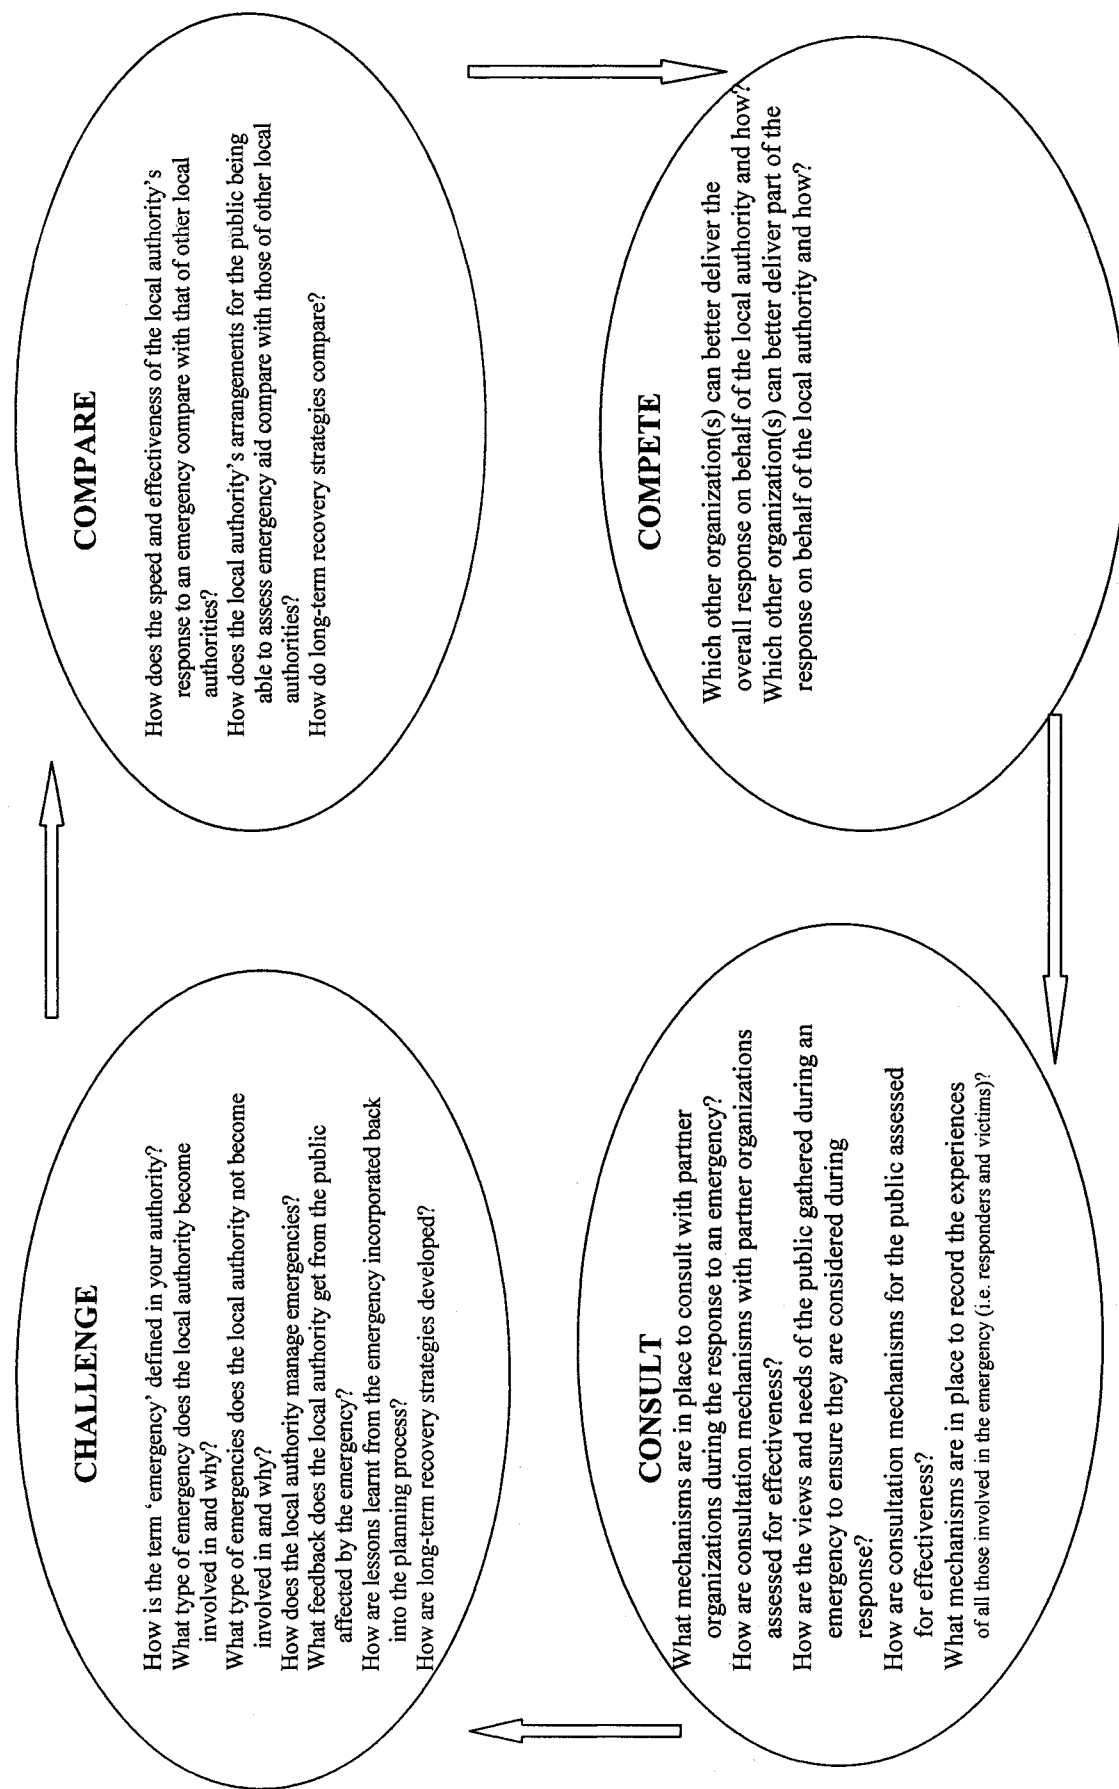 CHALLENGE
How is the term ‘emergency’ defined in your authority?
What type of emergency does the local authority become
involved in and why?
What type of emergencies does the local authority not become
involved in and why?
How does the local authority manage emergencies?
What feedback does the local authority get from the public
affected by the emergency?
How are lessons learnt from the emergency incorporated back
into the planning process?
How are long-term recovery strategies developed?
COMPARE
How does the speed and effectiveness of the local authority’s
response to an emergency compare with that of other local
authorities?
How does the local authority’s arrangements for the public being
able to assess emergency aid compare with those of other local
authorities?
How do long-term recovery strategies compare?
COMPETE
Which other organization(s) can better deliver the
overall response on behalf of the local authority and how?
Which other organization(s) can better deliver part of the
response on behalf of the local authority and how?
CONSULT
What mechanisms are in place to consult with partner
organizations during the response to an emergency?
How are consultation mechanisms with partner organizations
assessed for effectiveness?
How are the views and needs of the public gathered during an
emergency to ensure they are considered during
response?
How are consultation mechanisms for the public assessed
for effectiveness?
What mechanisms are in place to record the experiences
of all those involved in the emergency (i.e. responders and victims)?